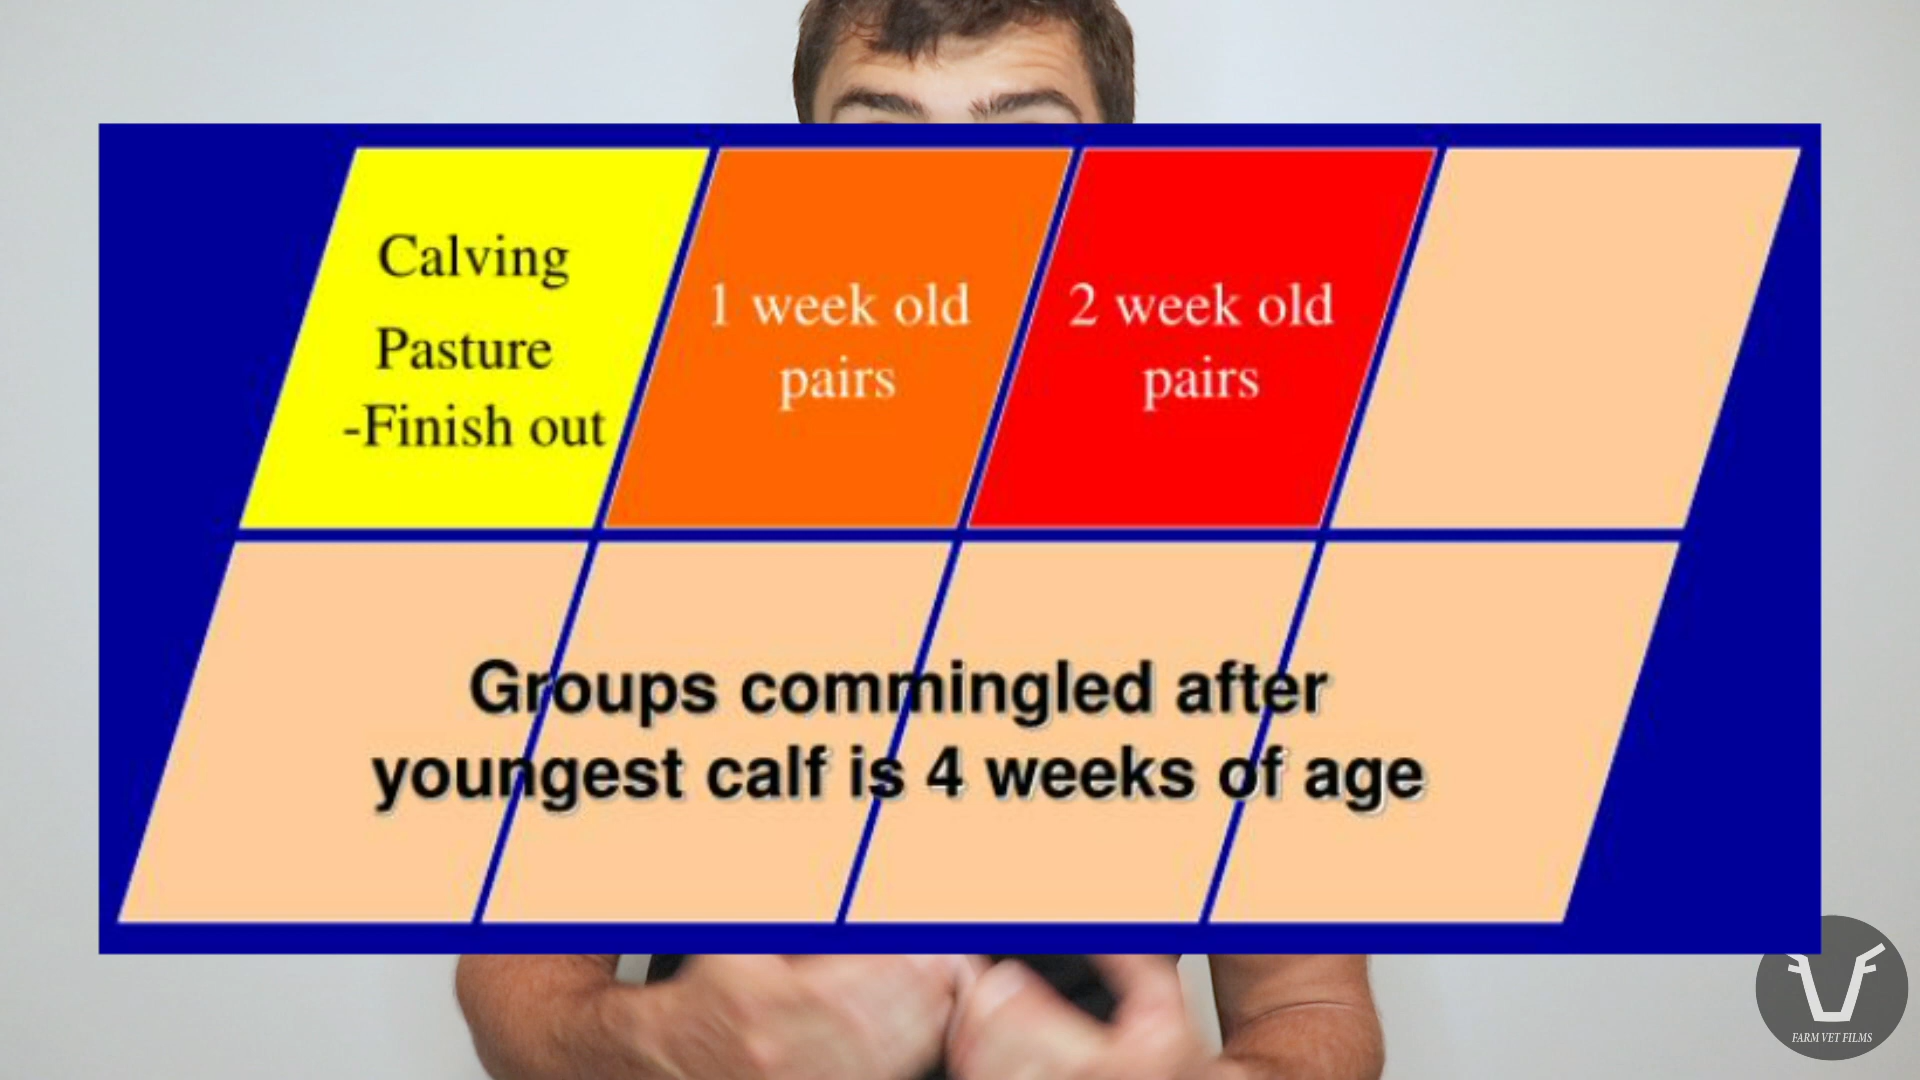 Calving
Pasture
-Finish out
1 week old
pairs
2 week old
pairs
Groups commingled after
youngest calf is 4 weeks of age
FARM VET FILMS